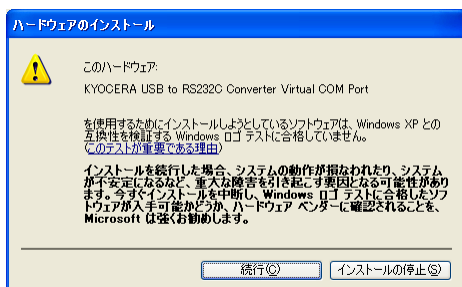 ハードウェアのインストール
このハードウェア:
KYOCERA USB to RS232C Converter Virtual COM Port
を使用するためにインストールしようとしているソフトウェアは、Windows XP との
互換性を検証する Windows ロゴ テストに合格していません。
(このテストが重要である理由)
インストールを続行した場合、システムの動作が損なわれたり、システム
が不安定になるなど、重大な障害を引き起こす要因となる可能性があり
ます。今すぐインストールを中断し、Windows ロゴ テストに合格したソフ
トウェアが入手可能かどうか、ハードウェア ベンダーに確認されることを、
Microsoft は強くお勧めします。
続行(C) インストールの停止(S)